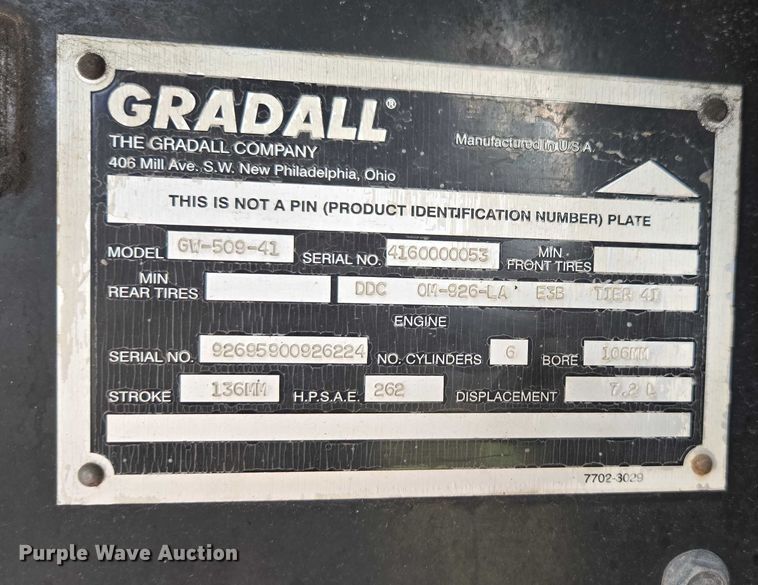 GRADALL®
THE GRADALL COMPANY
406 Mill Ave. S.W. New Philadelphia, Ohio
Manufactured in U.S.A.
THIS IS NOT A PIN (PRODUCT IDENTIFICATION NUMBER) PLATE
MODEL GW-509-41 SERIAL NO. 4160000053 MIN FRONT TIRES
MIN REAR TIRES DDC OM-926-LA E3B TIER 4I
ENGINE
SERIAL NO. 92695900926224 NO. CYLINDERS 6 BORE 106MM
STROKE 136MM H.P.S.A.E. 262 DISPLACEMENT 7.2 L
7702-3029
Purple Wave Auction